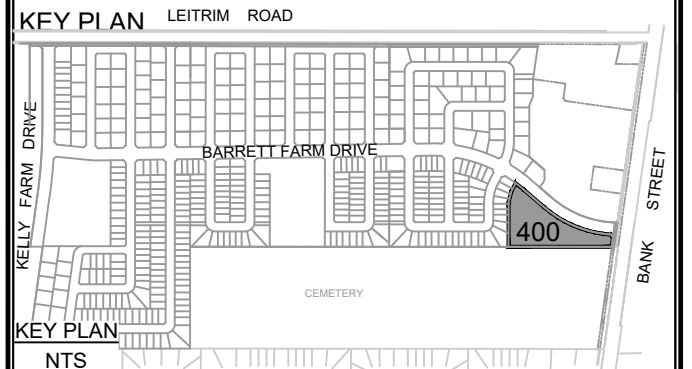 KEY PLAN
LEITRIM ROAD
KELLY FARM DRIVE
BARRETT FARM DRIVE
BANK STREET
400
CEMETERY
KEY PLAN
NTS